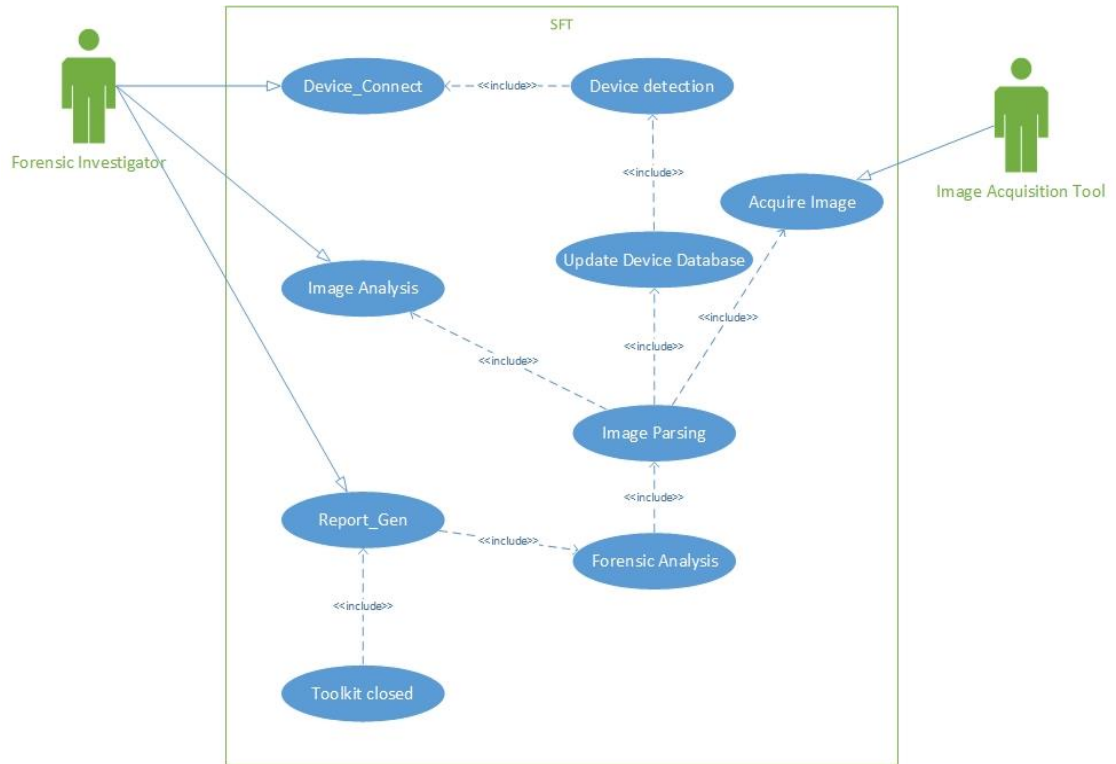 SFT
Device_Connect
<<include>>
Device detection
Forensic Investigator
<<include>>
Acquire Image
Image Acquisition Tool
Update Device Database
Image Analysis
<<include>>
<<include>>
<<include>>
Image Parsing
<<include>>
Report_Gen
<<include>>
Forensic Analysis
<<include>>
Toolkit closed